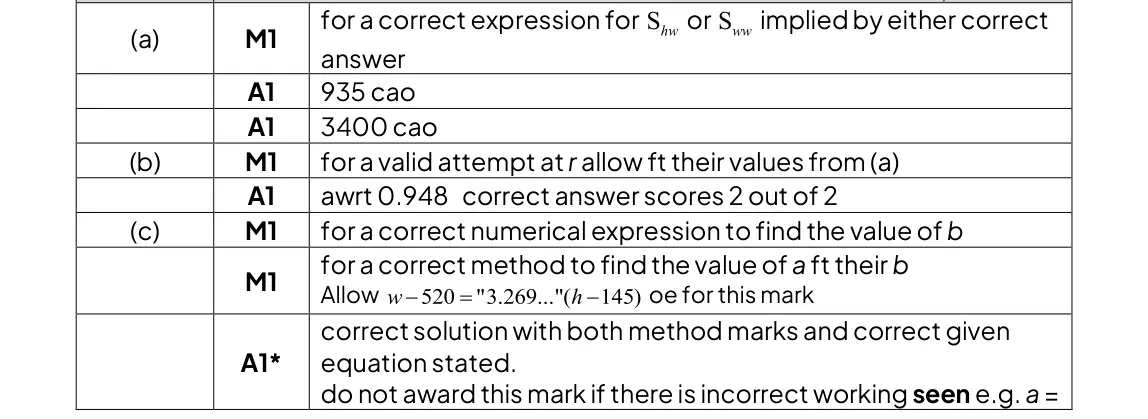 (a) M1 for a correct expression for S_hw or S_ww implied by either correct
answer
A1 935 cao
A1 3400 cao
(b) M1 for a valid attempt at r allow ft their values from (a)
A1 awrt 0.948 correct answer scores 2 out of 2
(c) M1 for a correct numerical expression to find the value of b
M1 for a correct method to find the value of a ft their b
Allow w−520="3.269..."(h−145) oe for this mark
A1* correct solution with both method marks and correct given
equation stated.
do not award this mark if there is incorrect working seen e.g. a =